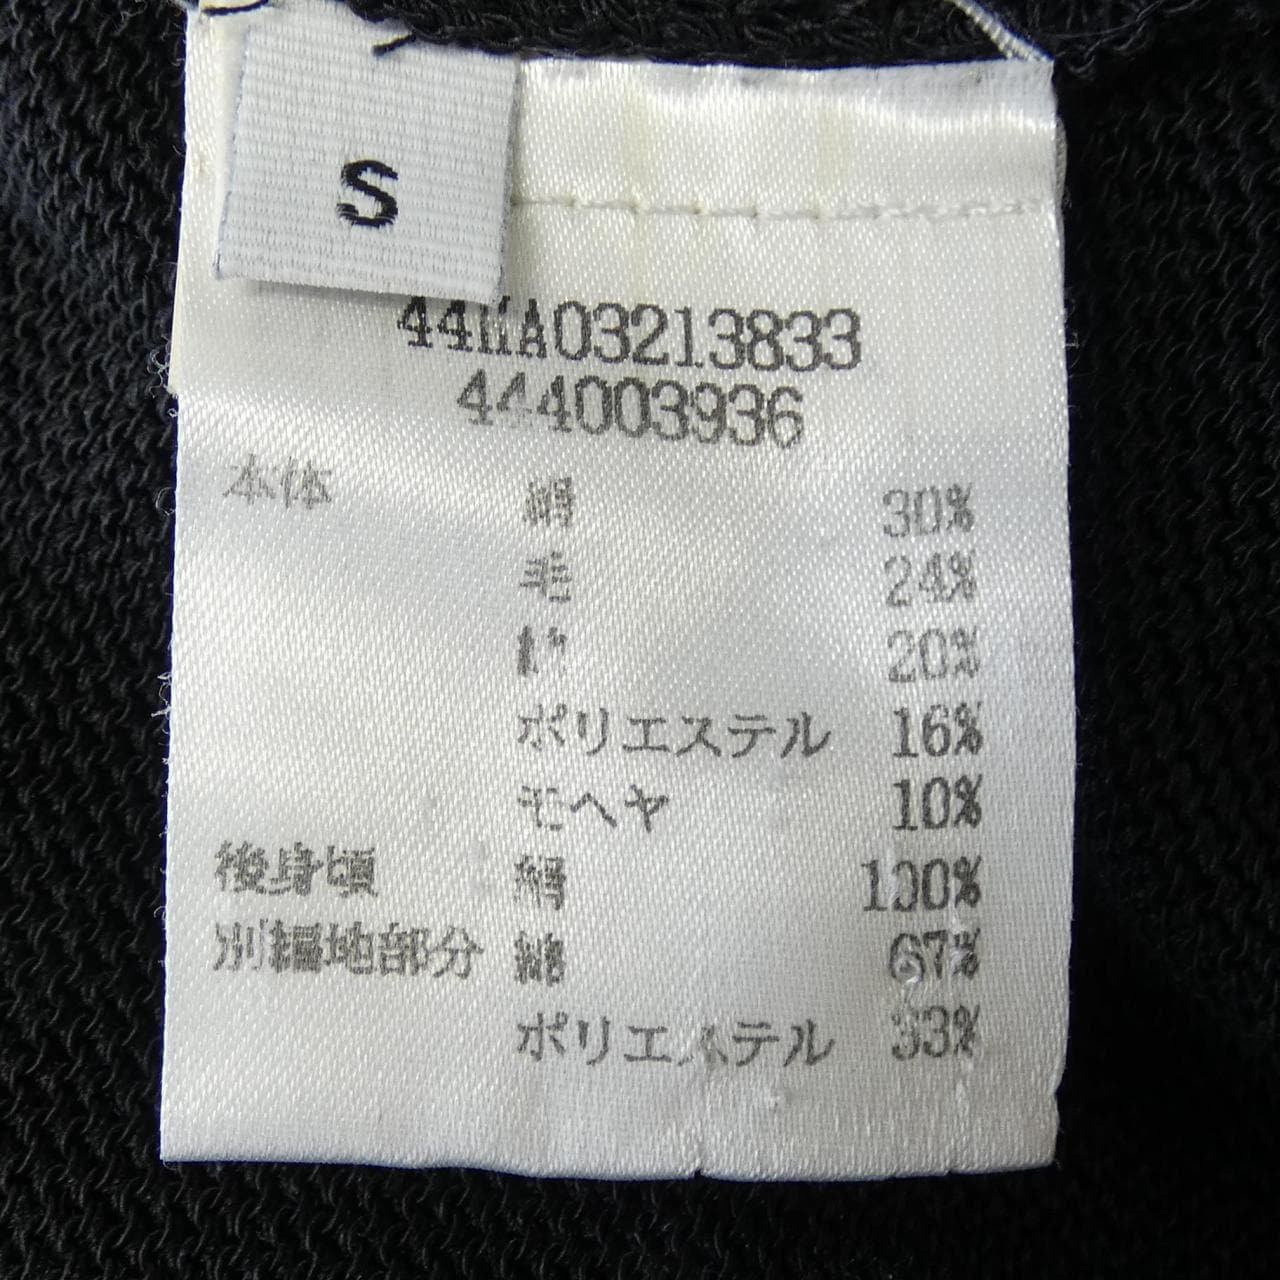 S
03213833
444003936
本体 絹 30%
毛 24%
20%
ポリエステル 16%
モヘヤ 10%
後身頃 絹 100%
別編地部分 綿 67%
ポリエステル 33%